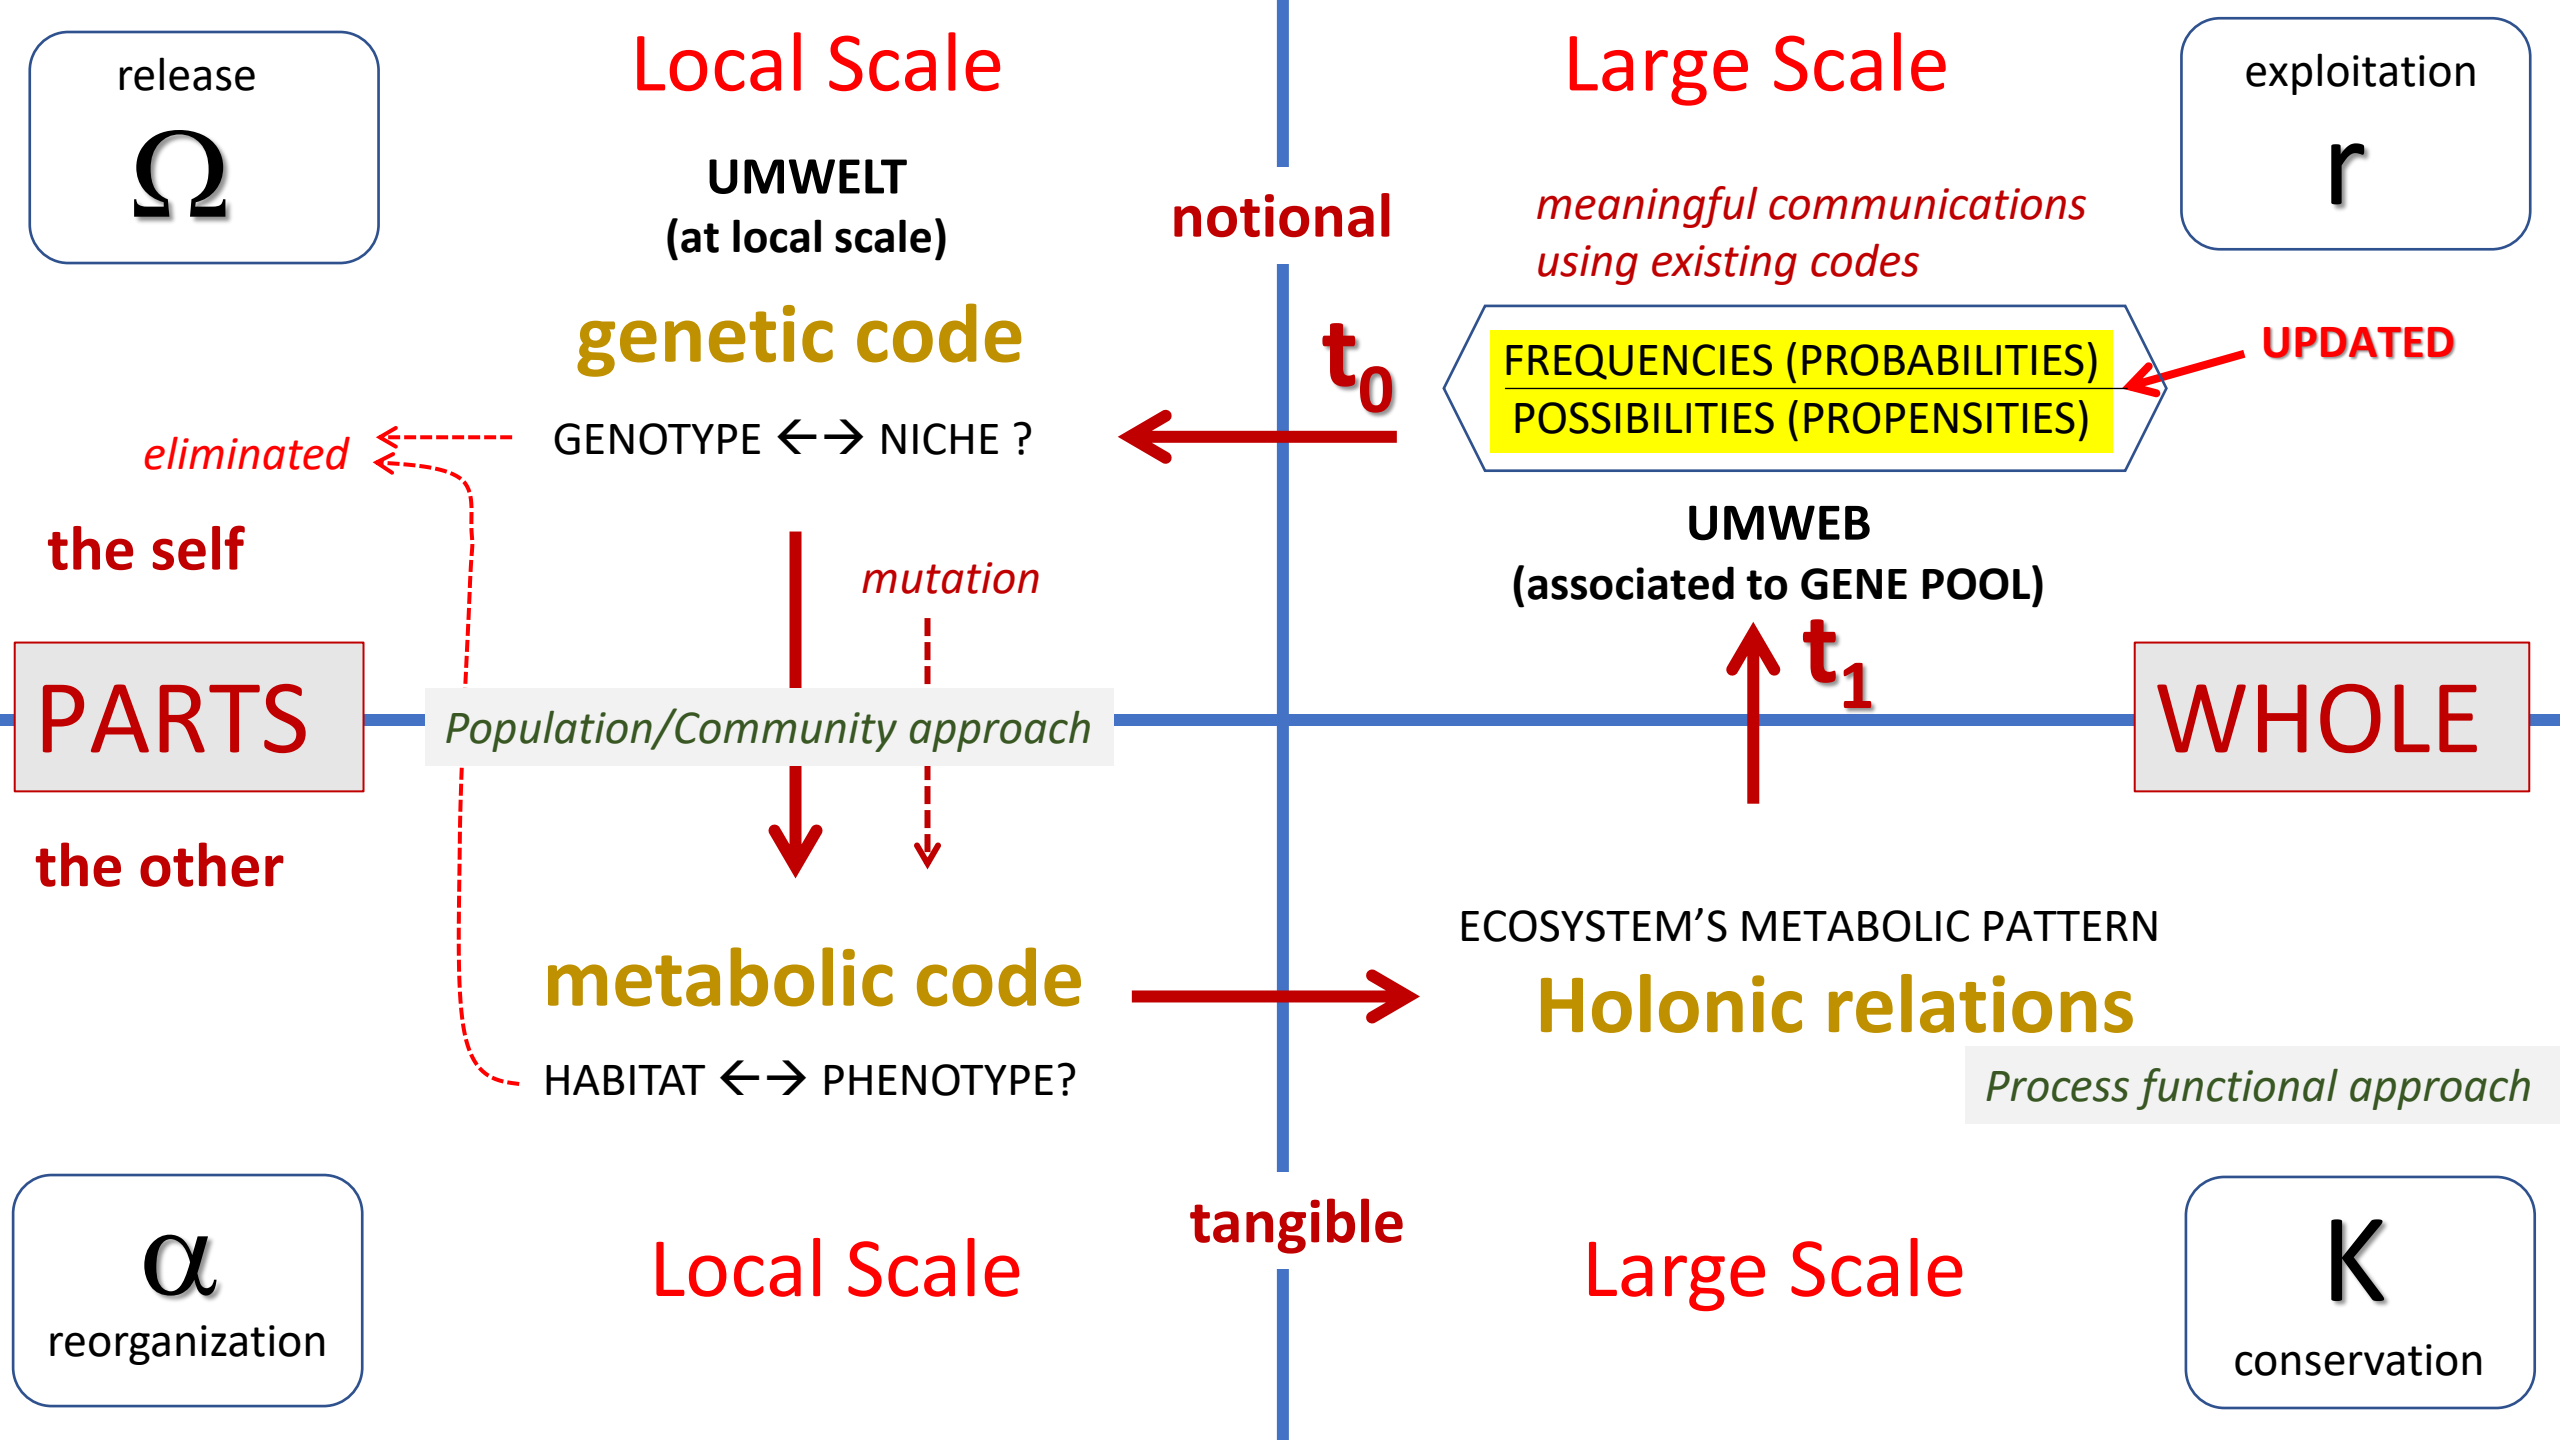 release
Ω
Local Scale
UMWELT
(at local scale)
genetic code
GENOTYPE ←→ NICHE ?
eliminated
the self
mutation
notional
Large Scale
exploitation
r
meaningful communications
using existing codes
t0
FREQUENCIES (PROBABILITIES)
POSSIBILITIES (PROPENSITIES)
UPDATED
UMWEB
(associated to GENE POOL)
t1
PARTS
Population/Community approach
WHOLE
the other
metabolic code
HABITAT ←→ PHENOTYPE?
ECOSYSTEM’S METABOLIC PATTERN
Holonic relations
Process functional approach
α
reorganization
Local Scale
tangible
Large Scale
K
conservation